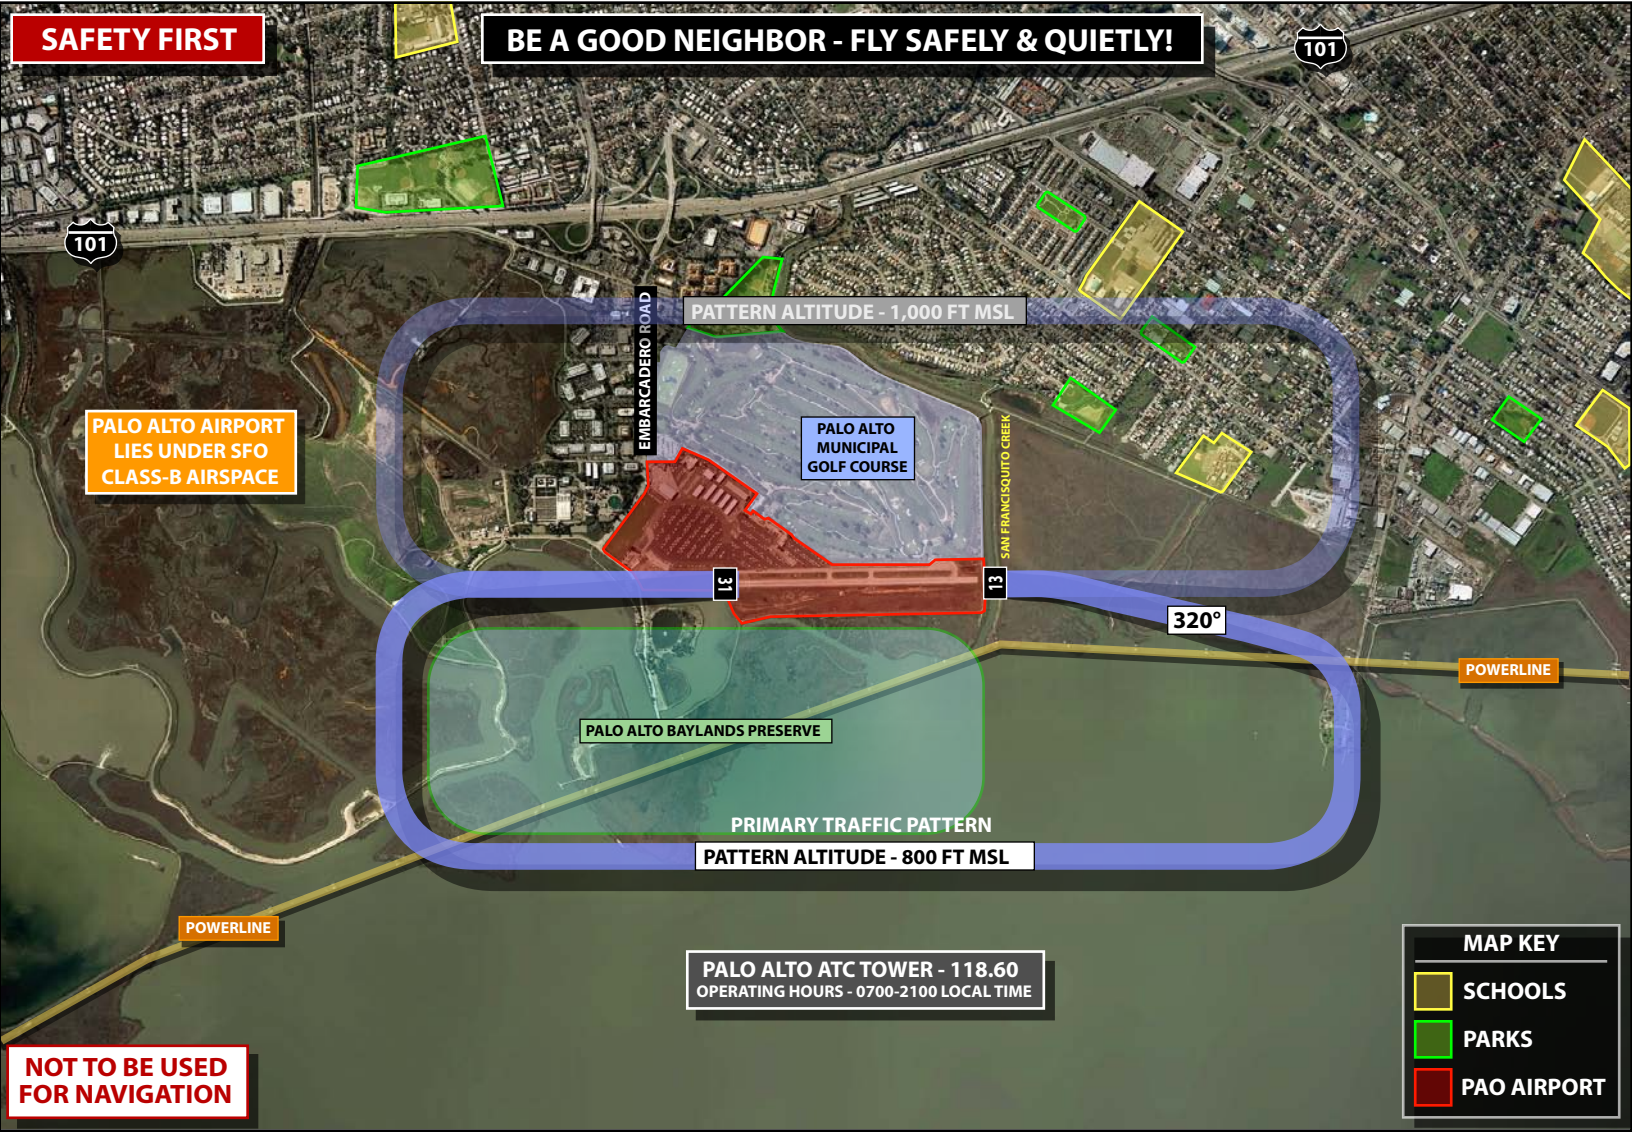 SAFETY FIRST
BE A GOOD NEIGHBOR - FLY SAFELY & QUIETLY!
101
101
PATTERN ALTITUDE - 1,000 FT MSL
EMBARCADERO ROAD
PALO ALTO AIRPORT
LIES UNDER SFO
CLASS-B AIRSPACE
PALO ALTO
MUNICIPAL
GOLF COURSE
SAN FRANCISQUITO CREEK
31
13
320°
POWERLINE
PALO ALTO BAYLANDS PRESERVE
PRIMARY TRAFFIC PATTERN
PATTERN ALTITUDE - 800 FT MSL
POWERLINE
PALO ALTO ATC TOWER - 118.60
OPERATING HOURS - 0700-2100 LOCAL TIME
MAP KEY
SCHOOLS
PARKS
PAO AIRPORT
NOT TO BE USED
FOR NAVIGATION